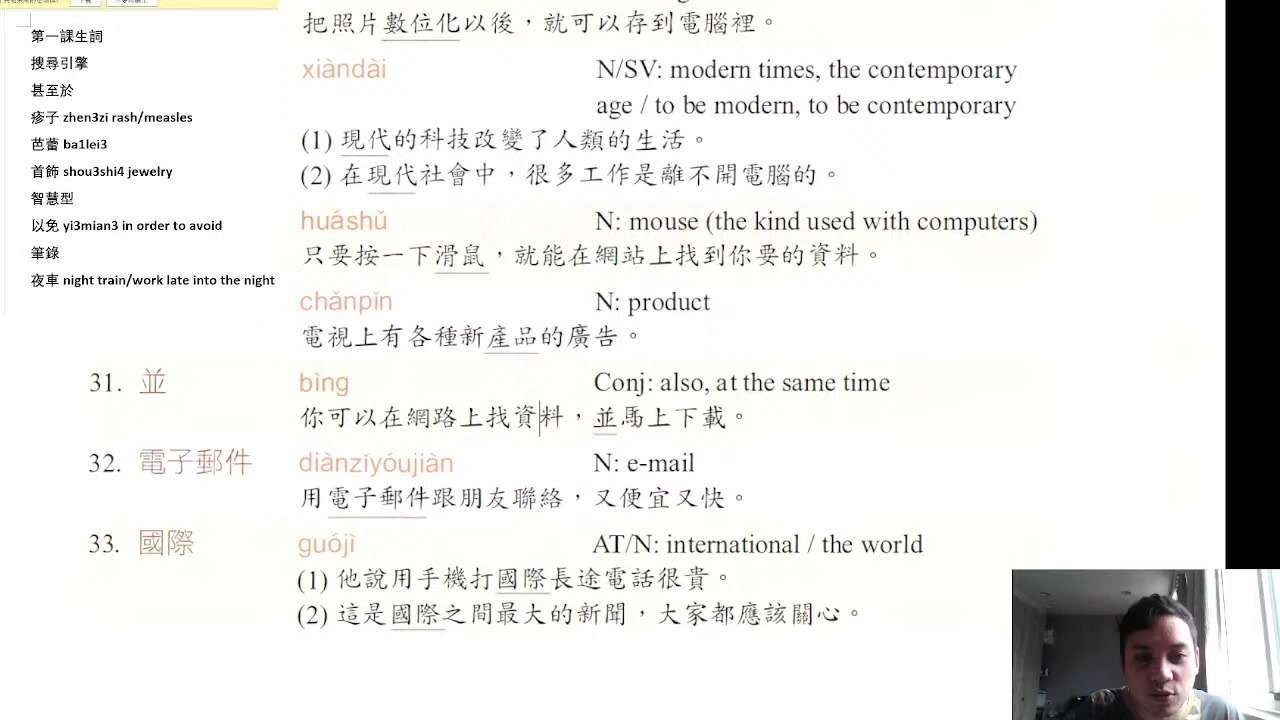 第一課生詞
搜尋引擎
甚至於
疹子 zhen3zi rash/measles
芭蕾 ba1lei3
首飾 shou3shi4 jewelry
智慧型
以免 yi3mian3 in order to avoid
筆錄
夜車 night train/work late into the night
把照片數位化以後，就可以存到電腦裡。
xiàndài N/SV: modern times, the contemporary
age / to be modern, to be contemporary
(1) 現代的科技改變了人類的生活。
(2) 在現代社會中，很多工作是離不開電腦的。
huáshǔ N: mouse (the kind used with computers)
只要按一下滑鼠，就能在網站上找到你要的資料。
chǎnpǐn N: product
電視上有各種新產品的廣告。
31. 並 bìng Conj: also, at the same time
你可以在網路上找資料，並馬上下載。
32. 電子郵件 diànzǐyóujiàn N: e-mail
用電子郵件跟朋友聯絡，又便宜又快。
33. 國際 guójì AT/N: international / the world
(1) 他說用手機打國際長途電話很貴。
(2) 這是國際之間最大的新聞，大家都應該關心。